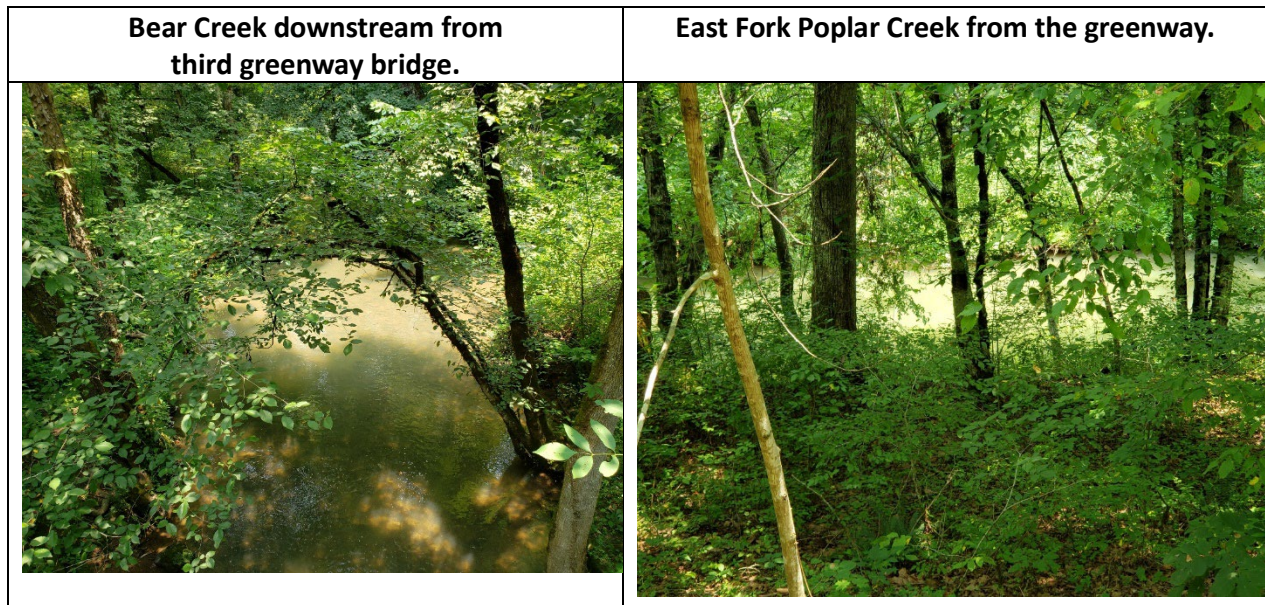 Bear Creek downstream from
third greenway bridge.
East Fork Poplar Creek from the greenway.